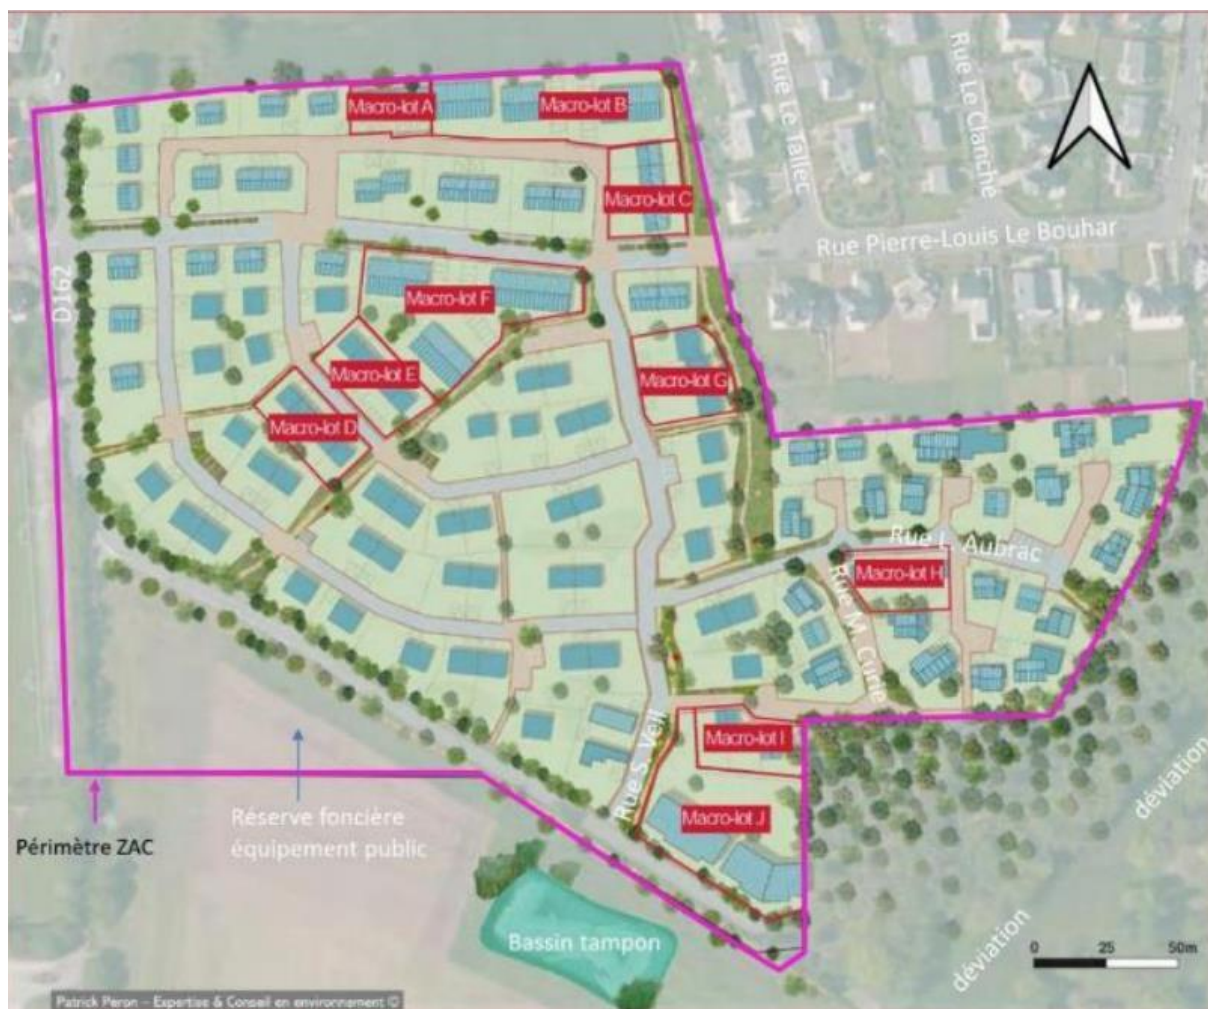 Rue Le Tallec
Rue Le Clanche
Macro-lot A
Macro-lot B
Macro-lot C
Rue Pierre-Louis Le Bouhar
D162
Macro-lot F
Macro-lot E
Macro-lot G
Macro-lot D
Rue L. Aubrac
Macro-lot H
Rue M. Curie
Macro-lot I
Rue S. Veil
Macro-lot J
déviation
Réserve foncière
équipement public
Périmètre ZAC
Bassin tampon
déviation
0 25 50m
Patrick Peron – Expertise & Conseil en environnement ©